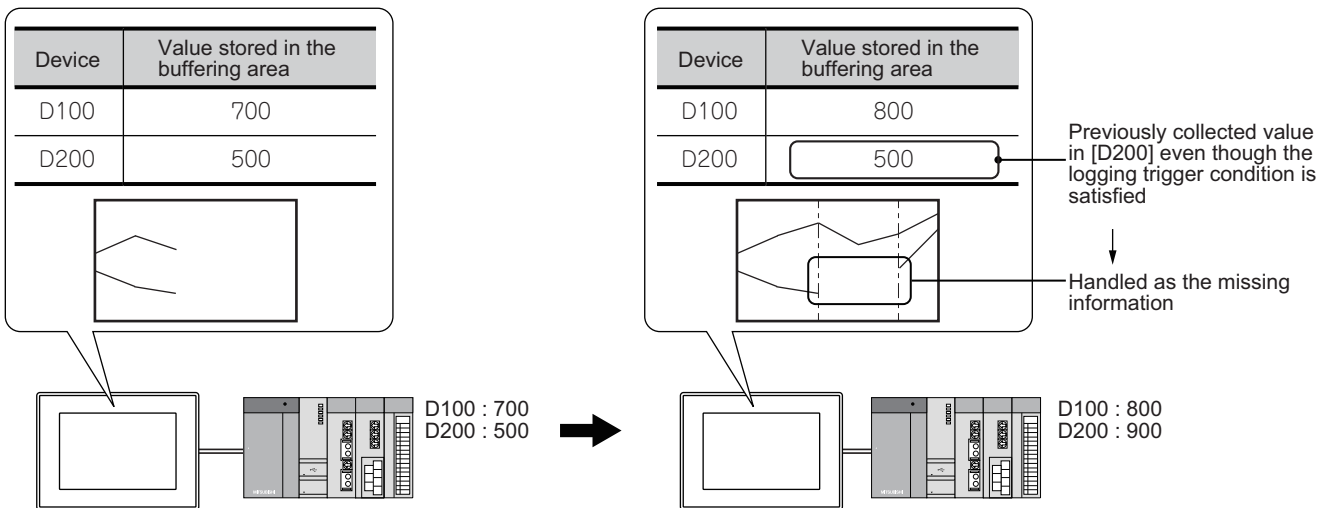 Device Value stored in the
buffering area
D100 700
D200 500
D100 : 700
D200 : 500
Device Value stored in the
buffering area
D100 800
D200 500
Previously collected value
in [D200] even though the
logging trigger condition is
satisfied
Handled as the missing
information
D100 : 800
D200 : 900
MITSUBISHI
MITSUBISHI